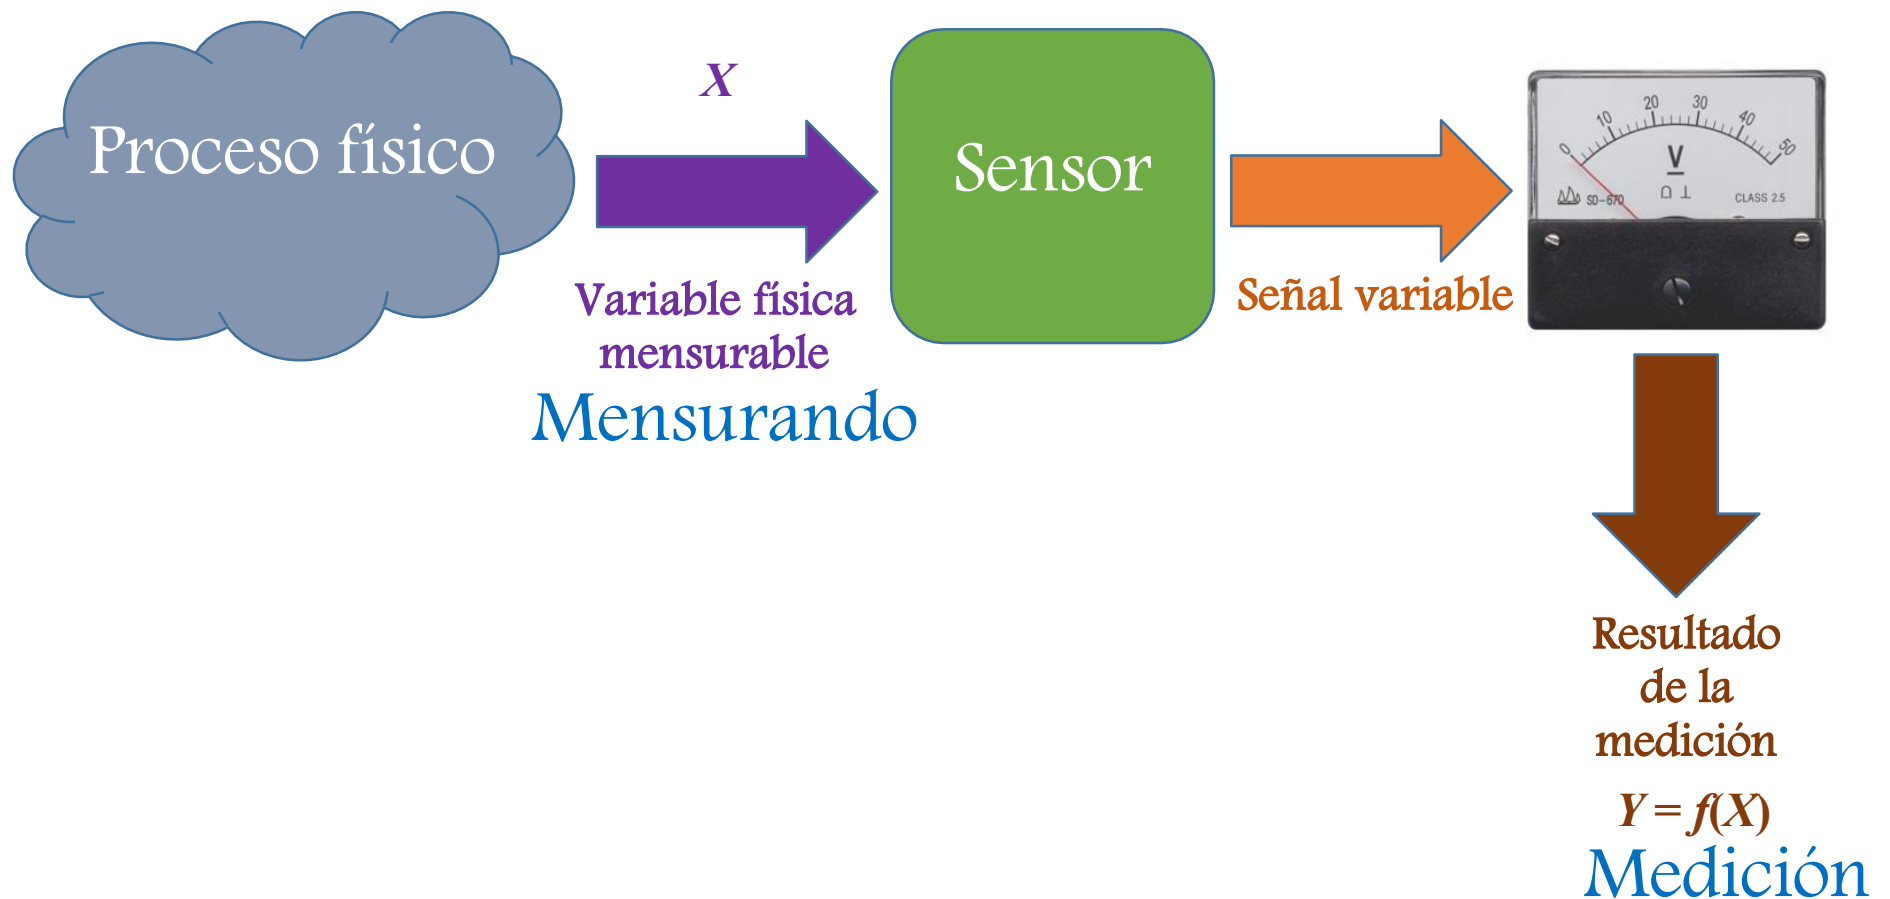 Proceso físico
X
Variable física
mensurable
Mensurando
Sensor
Señal variable
0 10 20 30 40 50
V
SD-670
CLASS 2.5
Resultado
de la
medición
Y = f(X)
Medición